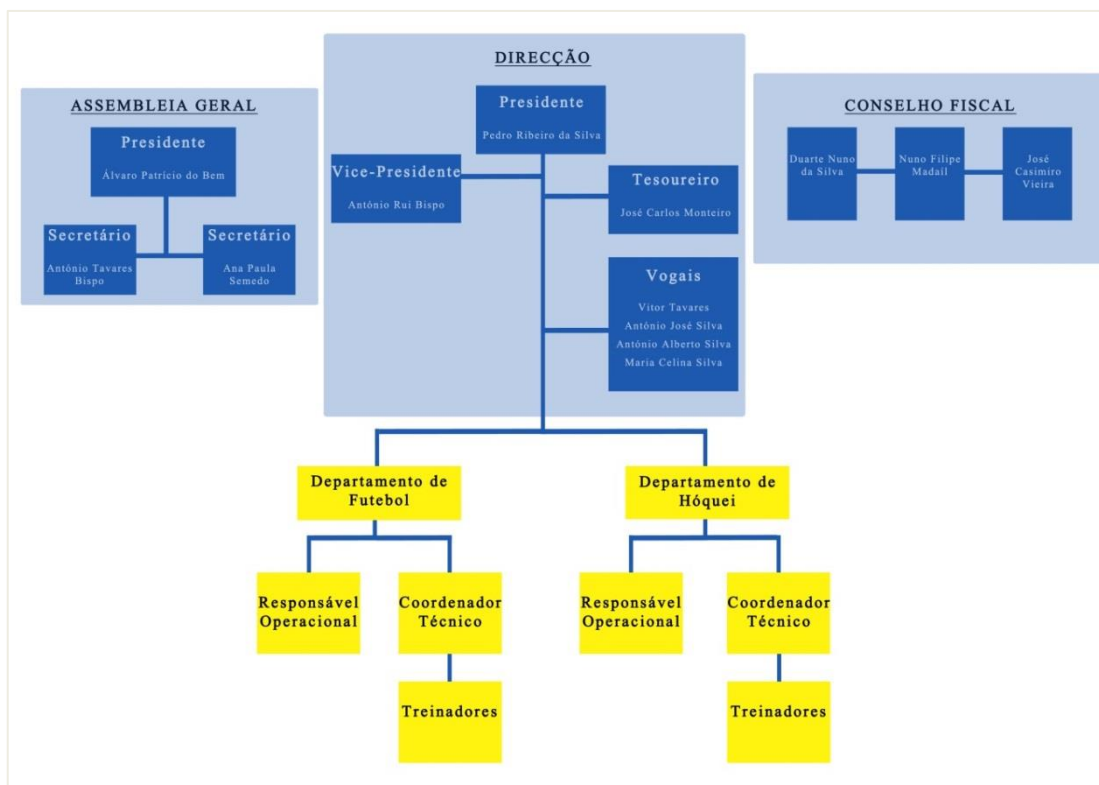 ASSEMBLEIA GERAL
Presidente
Álvaro Patrício do Bem
Secretário
António Tavares
Bispo
Secretário
Ana Paula
Semedo
DIRECÇÃO
Presidente
Pedro Ribeiro da Silva
Vice-Presidente
António Rui Bispo
Tesoureiro
José Carlos Monteiro
Vogais
Vitor Tavares
António José Silva
António Alberto Silva
Maria Celina Silva
CONSELHO FISCAL
Duarte Nuno
da Silva
Nuno Filipe
Madaíl
José
Casimiro
Vieira
Departamento de
Futebol
Responsável
Operacional
Coordenador
Técnico
Treinadores
Departamento de
Hóquei
Responsável
Operacional
Coordenador
Técnico
Treinadores